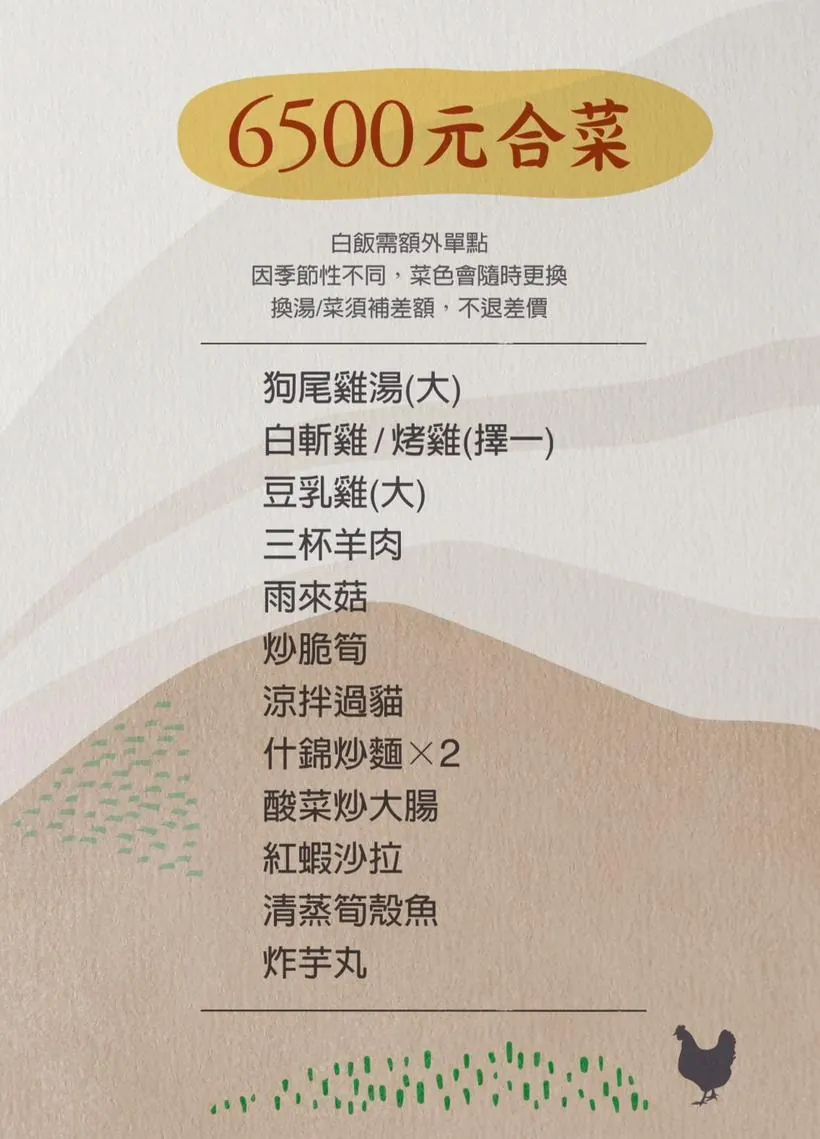 6500元合菜
白飯需額外單點
因季節性不同，菜色會隨時更換
換湯/菜須補差額，不退差價
狗尾雞湯(大)
白斬雞/烤雞(擇一)
豆乳雞(大)
三杯羊肉
雨來菇
炒脆筍
涼拌過貓
什錦炒麵×2
酸菜炒大腸
紅蝦沙拉
清蒸筍殼魚
炸芋丸